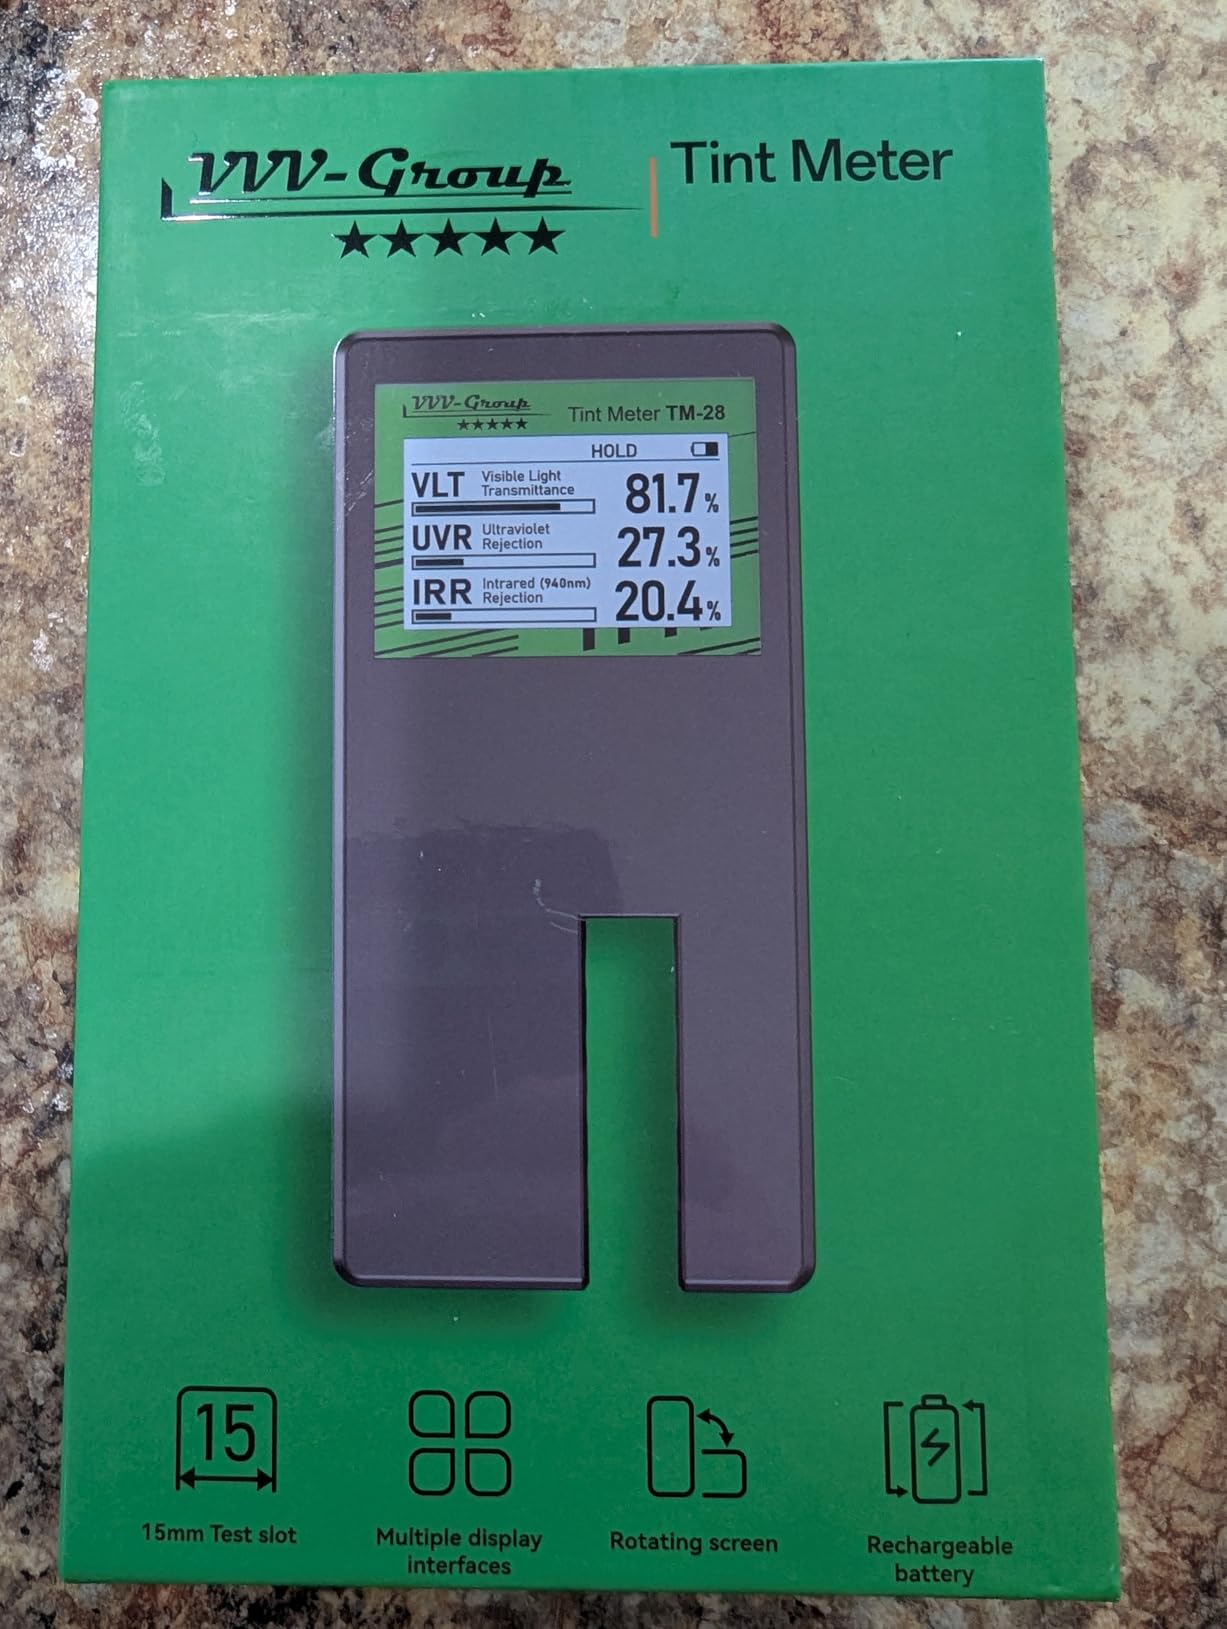 VVV-Group
Tint Meter
VVV-Group
Tint Meter TM-28
HOLD
VLT Visible Light Transmittance 81.7%
UVR Ultraviolet Rejection 27.3%
IRR Intrared (940nm) Rejection 20.4%
15
15mm Test slot
Multiple display
interfaces
Rotating screen
Rechargeable
battery